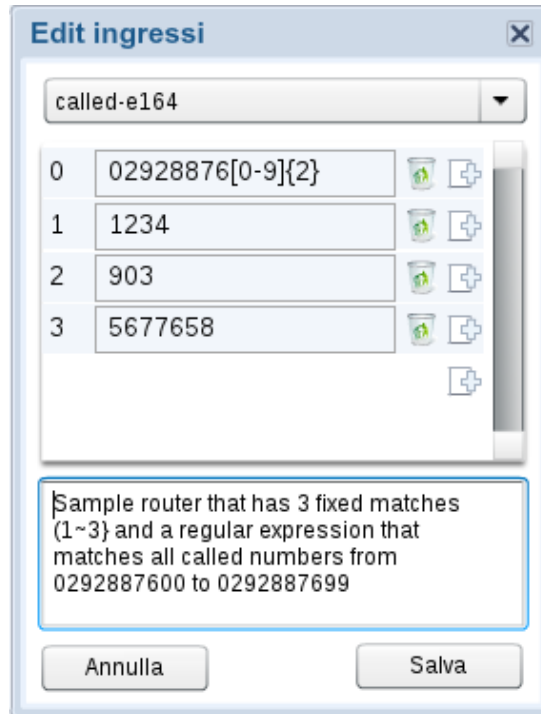 Edit ingressi
called-e164
0 02928876[0-9]{2}
1 1234
2 903
3 5677658
Sample router that has 3 fixed matches
(1~3} and a regular expression that
matches all called numbers from
0292887600 to 0292887699
Annulla Salva